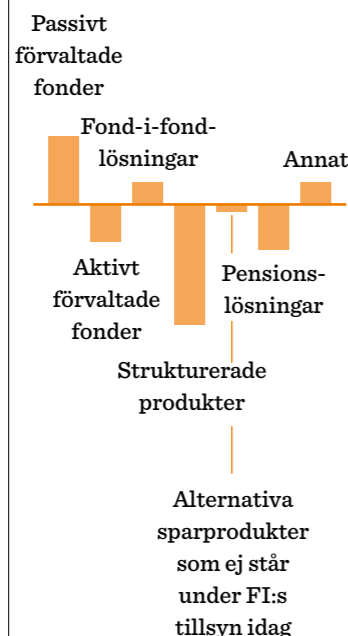 Passivt
förvaltade
fonder
Fond-i-fond-
lösningar
Annat
Aktivt
förvaltade
fonder
Pensions-
lösningar
Strukturerade
produkter
Alternativa
sparprodukter
som ej står
under FI:s
tillsyn idag